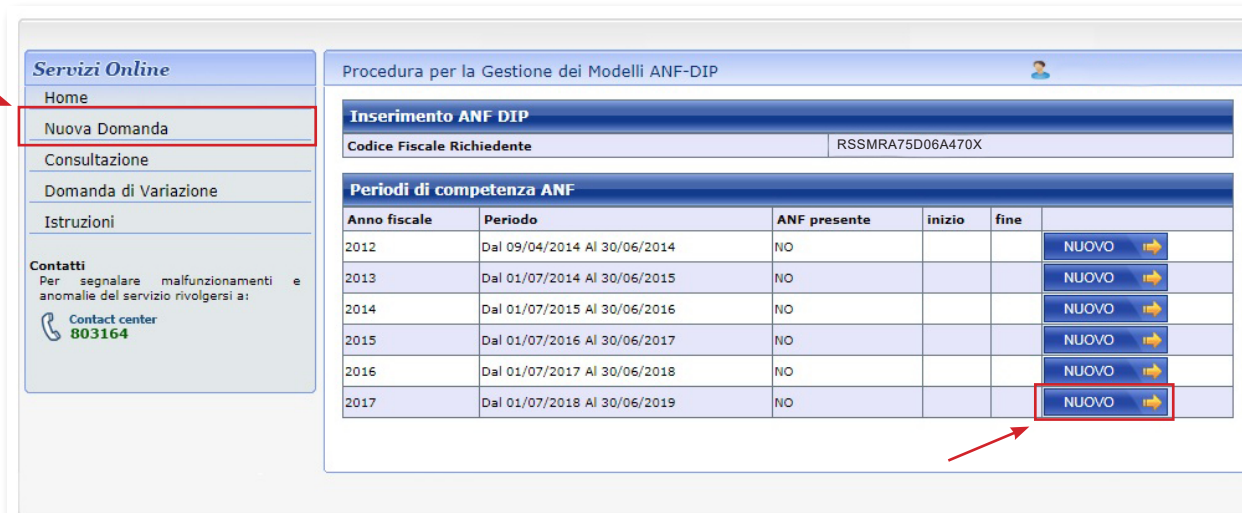 Servizi Online
Home
Nuova Domanda
Consultazione
Domanda di Variazione
Istruzioni
Contatti
Per segnalare malfunzionamenti e
anomalie del servizio rivolgersi a:
Contact center
803164
Procedura per la Gestione dei Modelli ANF-DIP
Inserimento ANF DIP
Codice Fiscale Richiedente RSSMRA75D06A470X
Periodi di competenza ANF
Anno fiscale Periodo ANF presente inizio fine
2012 Dal 09/04/2014 Al 30/06/2014 NO NUOVO
2013 Dal 01/07/2014 Al 30/06/2015 NO NUOVO
2014 Dal 01/07/2015 Al 30/06/2016 NO NUOVO
2015 Dal 01/07/2016 Al 30/06/2017 NO NUOVO
2016 Dal 01/07/2017 Al 30/06/2018 NO NUOVO
2017 Dal 01/07/2018 Al 30/06/2019 NO NUOVO